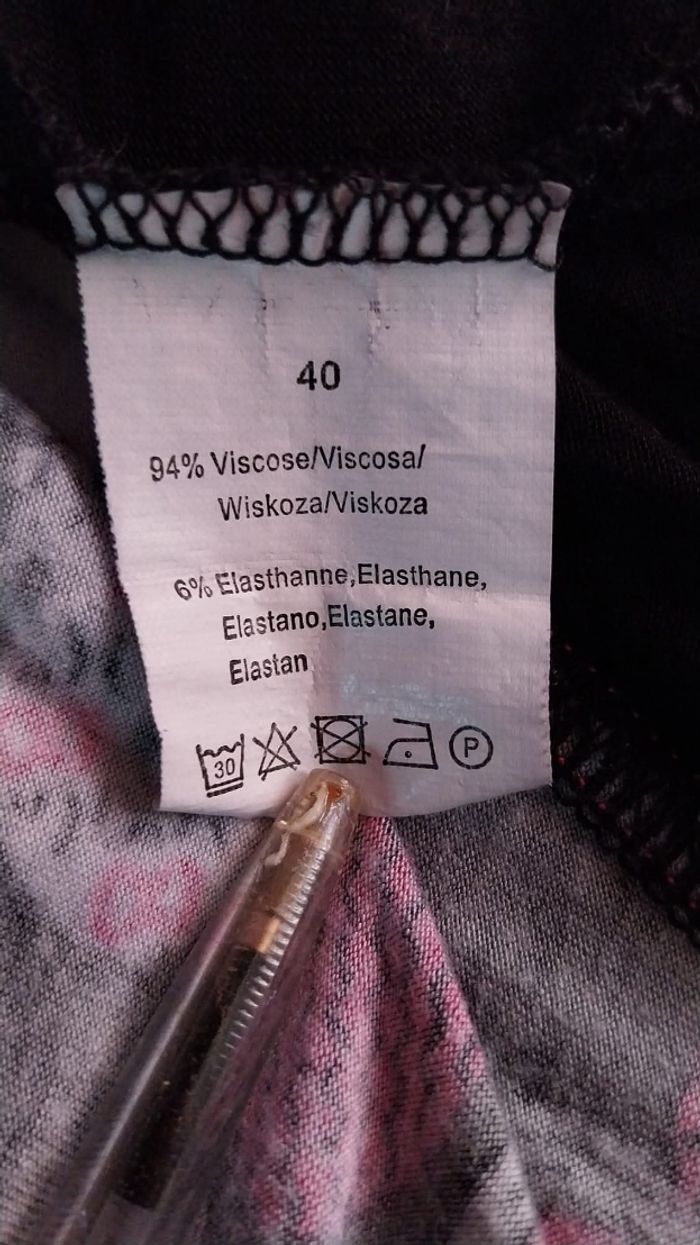 40
94% Viscose/Viscosa/
Wiskoza/Viskoza
6% Elasthanne,Elasthane,
Elastano,Elastane,
Elastan
30 P